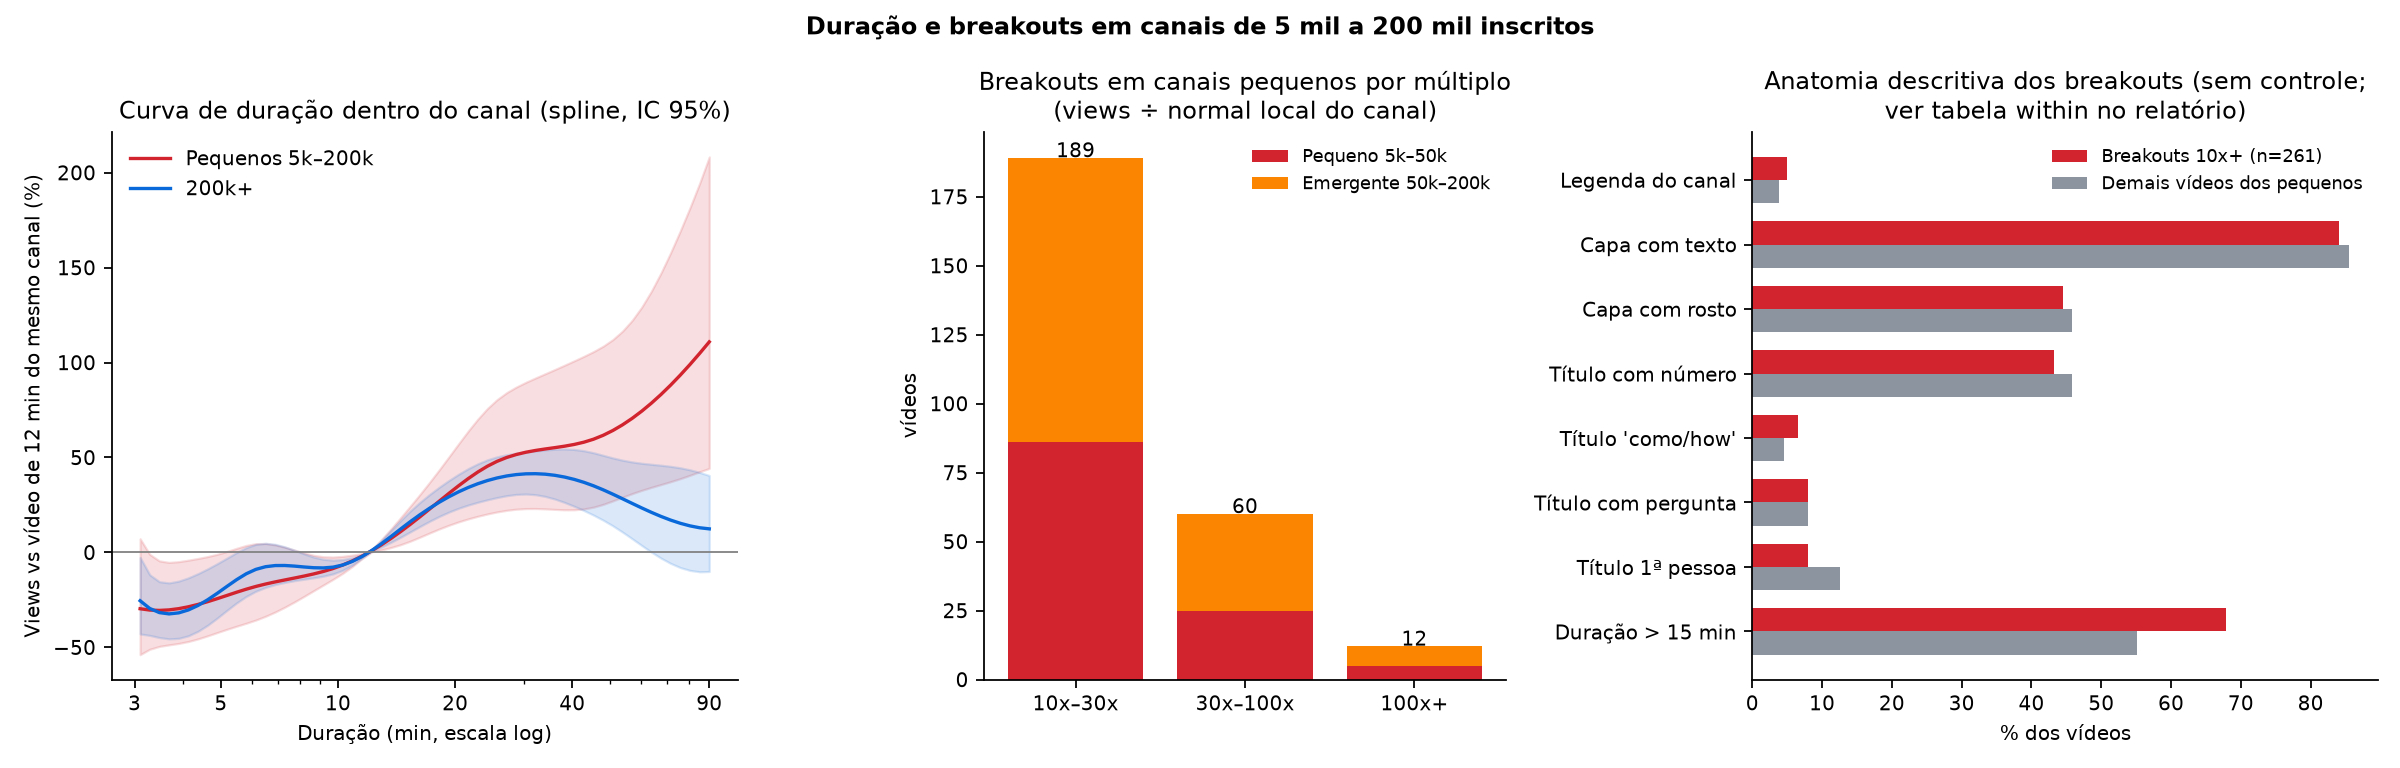 Duração e breakouts em canais de 5 mil a 200 mil inscritos
Curva de duração dentro do canal (spline, IC 95%)
Pequenos 5k–200k
200k+
Views vs vídeo de 12 min do mesmo canal (%)
200
150
100
50
0
−50
3
5
10
20
40
90
Duração (min, escala log)
Breakouts em canais pequenos por múltiplo
(views ÷ normal local do canal)
Pequeno 5k–50k
Emergente 50k–200k
vídeos
175
150
125
100
75
50
25
0
189
60
12
10x–30x
30x–100x
100x+
Anatomia descritiva dos breakouts (sem controle;
ver tabela within no relatório)
Breakouts 10x+ (n=261)
Demais vídeos dos pequenos
Legenda do canal
Capa com texto
Capa com rosto
Título com número
Título 'como/how'
Título com pergunta
Título 1ª pessoa
Duração > 15 min
0
10
20
30
40
50
60
70
80
% dos vídeos